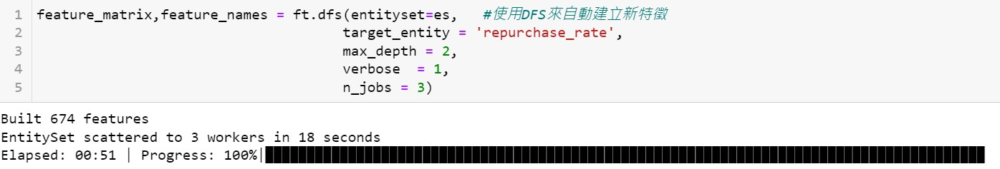 1 feature_matrix,feature_names = ft.dfs(entityset=es,   #使用DFS來自動建立新特徵
2 target_entity = 'repurchase_rate',
3 max_depth = 2,
4 verbose  = 1,
5 n_jobs = 3)
Built 674 features
EntitySet scattered to 3 workers in 18 seconds
Elapsed: 00:51 | Progress: 100%|